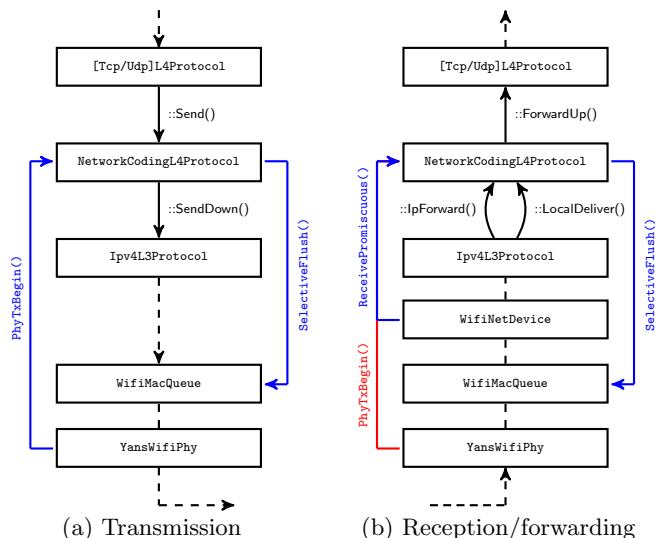 [Tcp/Udp]L4Protocol
::Send()
NetworkCodingL4Protocol
::SendDown()
Ipv4L3Protocol
WifiMacQueue
YansWifiPhy
PhyTxBegin()
SelectiveFlush()
(a) Transmission
[Tcp/Udp]L4Protocol
::ForwardUp()
NetworkCodingL4Protocol
::IpForward()
::LocalDeliver()
Ipv4L3Protocol
WifiNetDevice
WifiMacQueue
YansWifiPhy
ReceivePromiscuous()
PhyTxBegin()
SelectiveFlush()
(b) Reception/forwarding